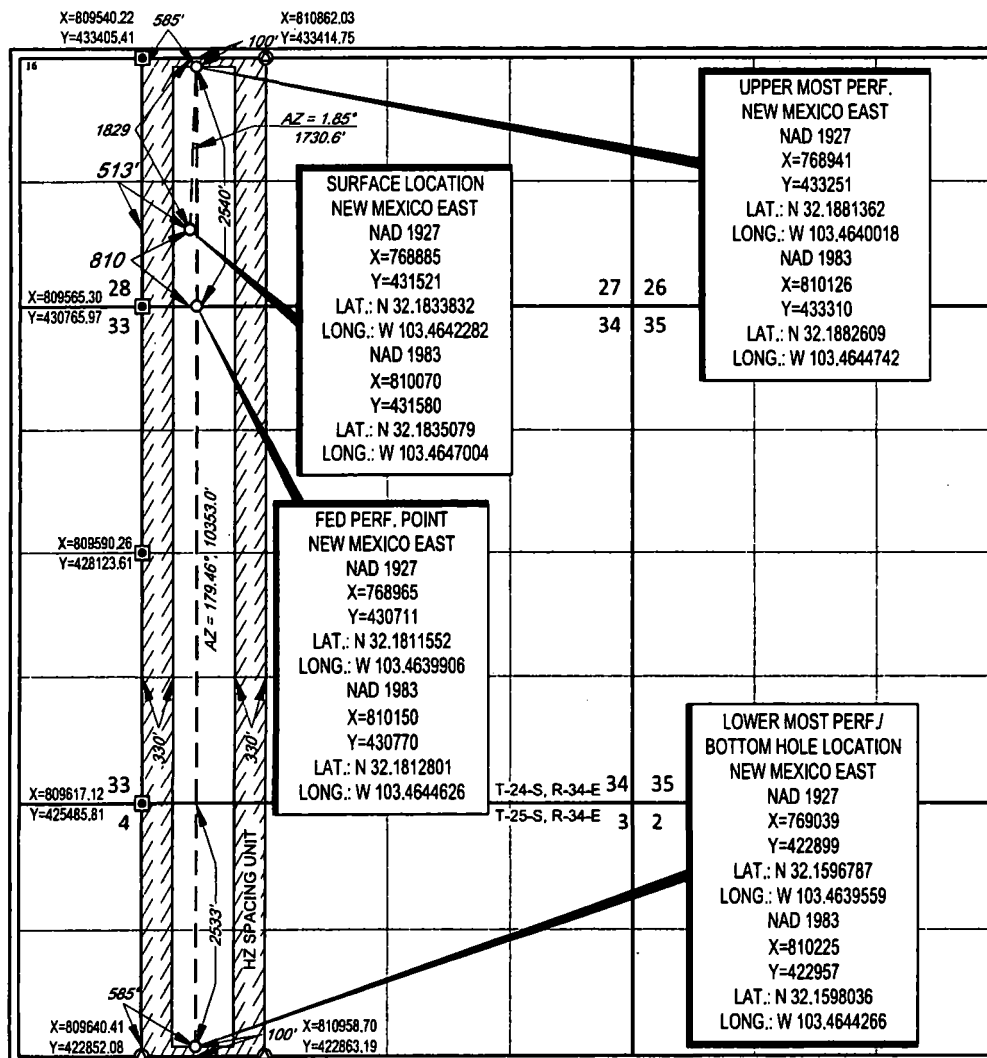 X=809540.22
Y=433405.41
585'
X=810862.03
Y=433414.75
100'
16
AZ = 1.85°
1730.6'
1829
513'
2540'
810
UPPER MOST PERF.
NEW MEXICO EAST
NAD 1927
X=768941
Y=433251
LAT.: N 32.1881362
LONG.: W 103.4640018
NAD 1983
X=810126
Y=433310
LAT.: N 32.1882609
LONG.: W 103.4644742
SURFACE LOCATION
NEW MEXICO EAST
NAD 1927
X=768885
Y=431521
LAT.: N 32.1833832
LONG.: W 103.4642282
NAD 1983
X=810070
Y=431580
LAT.: N 32.1835079
LONG.: W 103.4647004
X=809565.30
Y=430765.97
28
33
27 26
34 35
FED PERF. POINT
NEW MEXICO EAST
NAD 1927
X=768965
Y=430711
LAT.: N 32.1811552
LONG.: W 103.4639906
NAD 1983
X=810150
Y=430770
LAT.: N 32.1812801
LONG.: W 103.4644626
X=809590.26
Y=428123.61
AZ = 179.46°, 10353.0'
330'
330'
X=809617.12
Y=425485.81
33
4
T-24-S, R-34-E
34 35
T-25-S, R-34-E
3 2
LOWER MOST PERF./
BOTTOM HOLE LOCATION
NEW MEXICO EAST
NAD 1927
X=769039
Y=422899
LAT.: N 32.1596787
LONG.: W 103.4639559
NAD 1983
X=810225
Y=422957
LAT.: N 32.1598036
LONG.: W 103.4644266
HZ SPACING UNIT
2533'
585'
X=809640.41
Y=422852.08
100'
X=810958.70
Y=422863.19